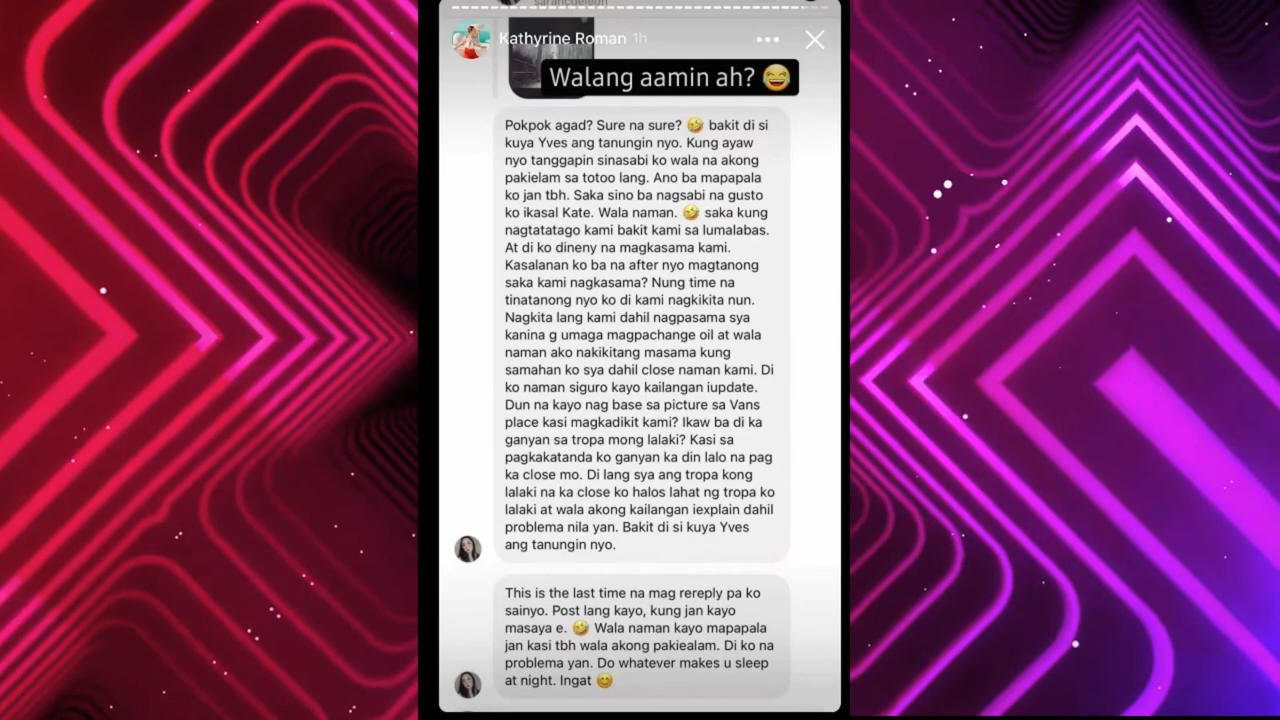 sarahcdeleon
Kathyrine Roman 1h
Walang aamin ah? 😂
Pokpok agad? Sure na sure? 🤣 bakit di si
kuya Yves ang tanungin nyo. Kung ayaw
nyo tanggapin sinasabi ko wala na akong
pakielam sa totoo lang. Ano ba mapapala
ko jan tbh. Saka sino ba nagsabi na gusto
ko ikasal Kate. Wala naman. 🤣 saka kung
nagtatatago kami bakit kami sa lumalabas.
At di ko dineny na magkasama kami.
Kasalanan ko ba na after nyo magtanong
saka kami nagkasama? Nung time na
tinatanong nyo ko di kami nagkikita nun.
Nagkita lang kami dahil nagpasama sya
kanina g umaga magpachange oil at wala
naman ako nakikitang masama kung
samahan ko sya dahil close naman kami. Di
ko naman siguro kayo kailangan iupdate.
Dun na kayo nag base sa picture sa Vans
place kasi magkadikit kami? Ikaw ba di ka
ganyan sa tropa mong lalaki? Kasi sa
pagkakatanda ko ganyan ka din lalo na pag
ka close mo. Di lang sya ang tropa kong
lalaki na ka close ko halos lahat ng tropa ko
lalaki at wala akong kailangan iexplain dahil
problema nila yan. Bakit di si kuya Yves
ang tanungin nyo.
This is the last time na mag rereply pa ko
sainyo. Post lang kayo, kung jan kayo
masaya e. 🤣 Wala naman kayo mapapala
jan kasi tbh wala akong pakiealam. Di ko na
problema yan. Do whatever makes u sleep
at night. Ingat 😊